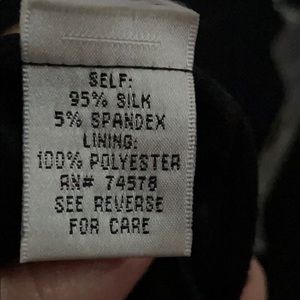 SELF:
95% SILK
5% SPANDEX
LINING:
100% POLYESTER
RN# 74578
SEE REVERSE
FOR CARE